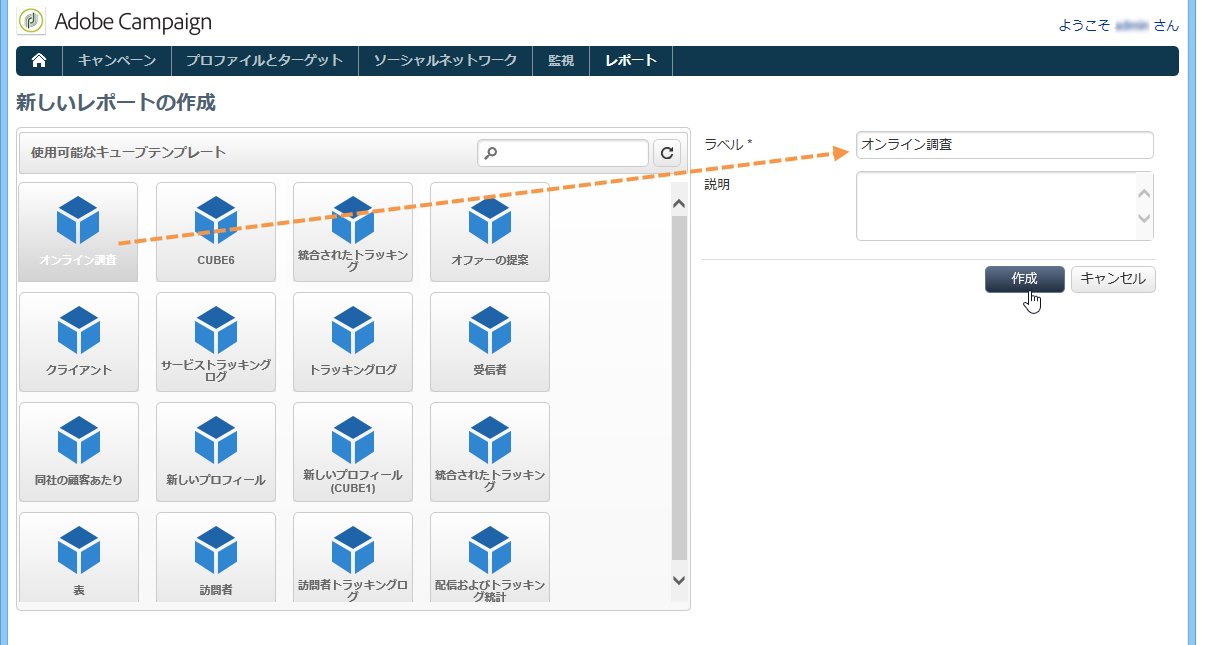 Adobe Campaign
ようこそ さん
キャンペーン プロファイルとターゲット ソーシャルネットワーク 監視 レポート
新しいレポートの作成
使用可能なキューブテンプレート
ラベル *
オンライン調査
説明
作成 キャンセル
オンライン調査
CUBE6
統合されたトラッキン
グ
オファーの提案
クライアント
サービストラッキング
ログ
トラッキングログ
受信者
同社の顧客あたり
新しいプロフィール
新しいプロフィール
(CUBE1)
統合されたトラッキン
グ
表
訪問者
訪問者トラッキングロ
グ
配信およびトラッキン
グ統計